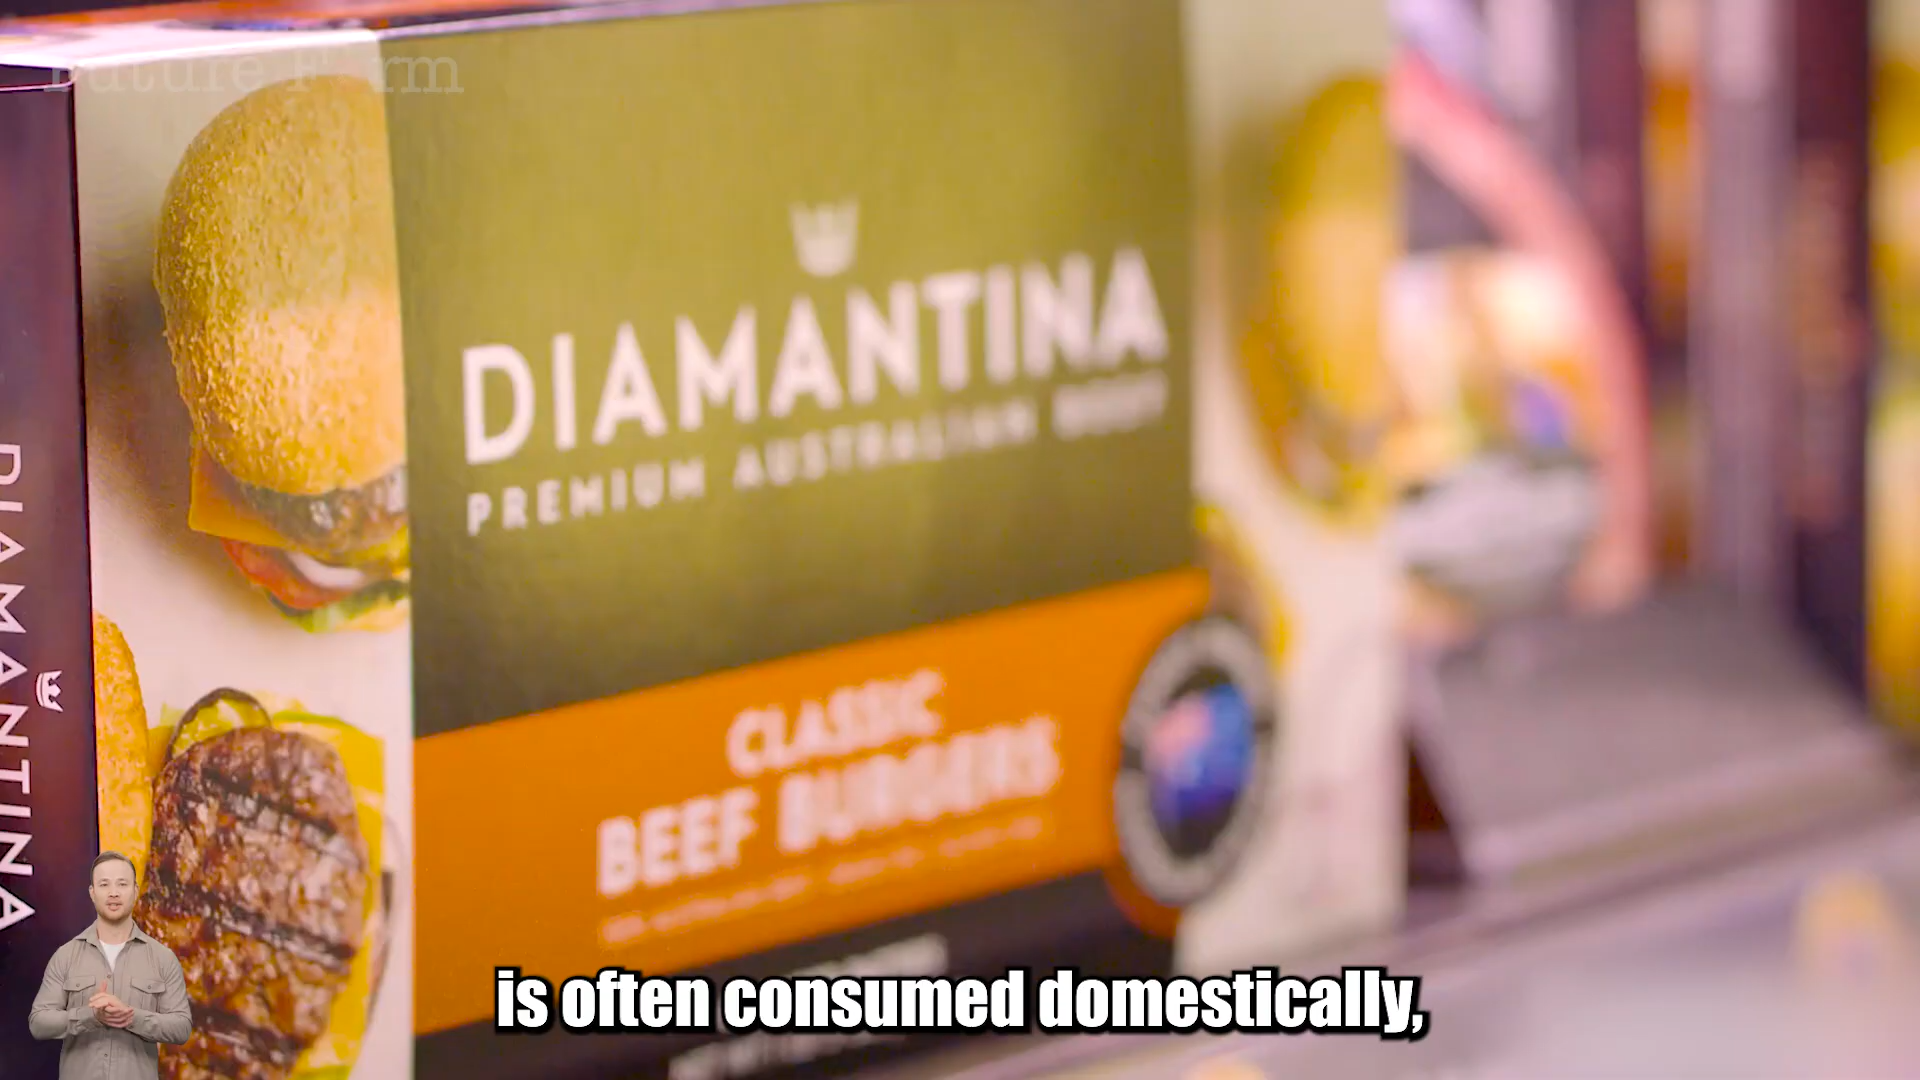 Future Farm
DIAMANTINA
PREMIUM AUSTRALIAN
CLASSIC
BEEF BURGERS
DIAMANTINA
is often consumed domestically,